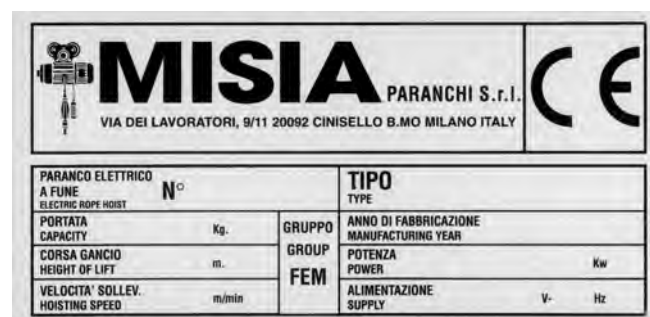 MISIA PARANCHI S.r.l.
VIA DEI LAVORATORI, 9/11 20092 CINISELLO B.MO MILANO ITALY
CE
PARANCO ELETTRICO
A FUNE N°
ELECTRIC ROPE HOIST
TIPO
TYPE
PORTATA
CAPACITY Kg.
GRUPPO
GROUP
FEM
ANNO DI FABBRICAZIONE
MANUFACTURING YEAR
CORSA GANCIO
HEIGHT OF LIFT m.
POTENZA
POWER Kw
VELOCITA' SOLLEV.
HOISTING SPEED m/min
ALIMENTAZIONE
SUPPLY V- Hz